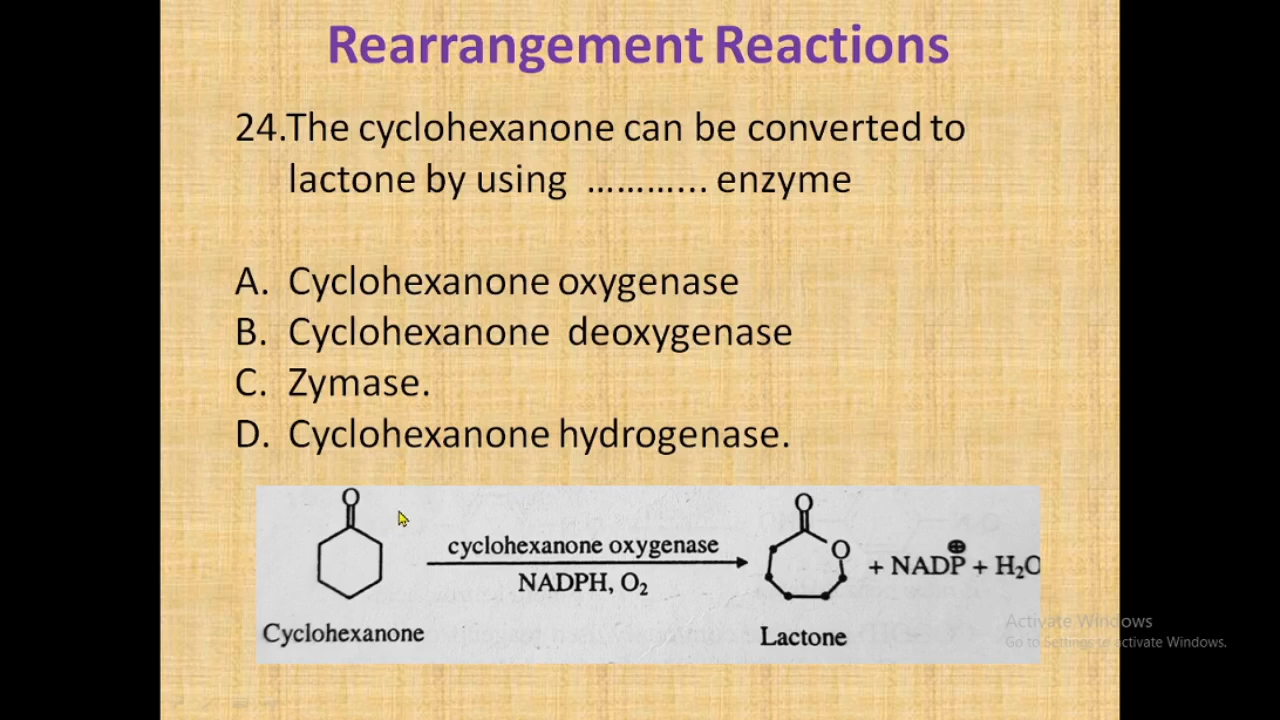 Rearrangement Reactions
24.The cyclohexanone can be converted to
lactone by using ………... enzyme
A. Cyclohexanone oxygenase
B. Cyclohexanone deoxygenase
C. Zymase.
D. Cyclohexanone hydrogenase.
O
O
cyclohexanone oxygenase
NADPH, O₂
O
+ NADP⊕ + H₂O
Cyclohexanone
Lactone
Activate Windows
Go to Settings to activate Windows.